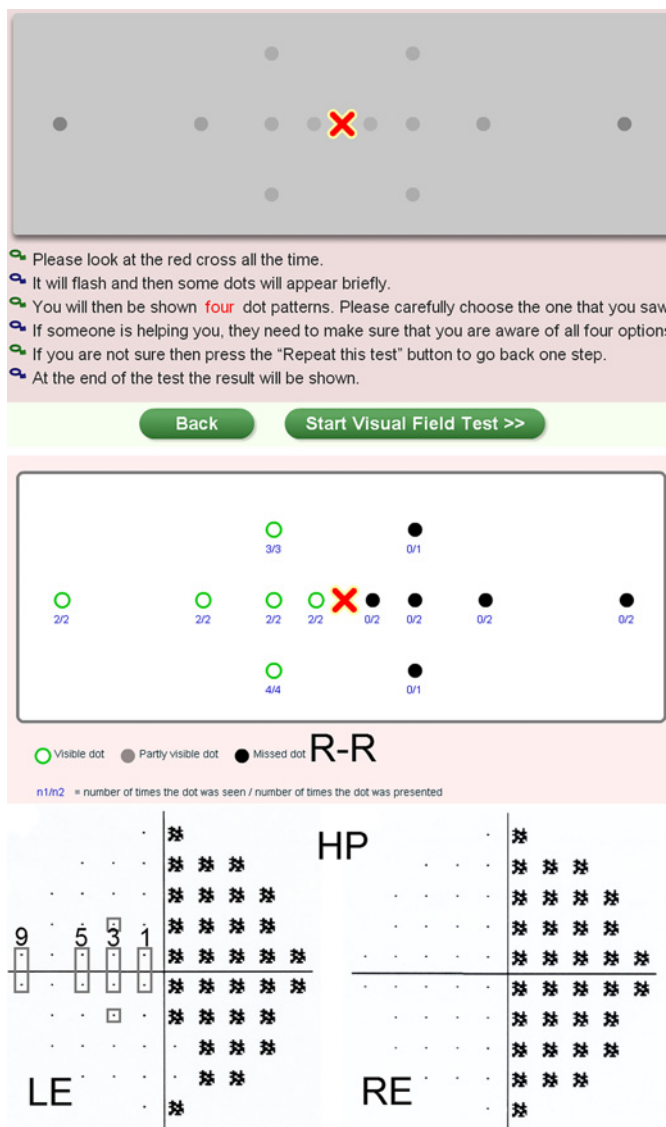 Please look at the red cross all the time.
It will flash and then some dots will appear briefly.
You will then be shown four dot patterns. Please carefully choose the one that you saw
If someone is helping you, they need to make sure that you are aware of all four options
If you are not sure then press the “Repeat this test” button to go back one step.
At the end of the test the result will be shown.
Back Start Visual Field Test >>
3/3 0/1
2/2 2/2 2/2 2/2 0/2 0/2 0/2 0/2
4/4 0/1
Visible dot Partly visible dot Missed dot R-R
n1/n2 = number of times the dot was seen / number of times the dot was presented
HP
9 5 3 1
LE RE